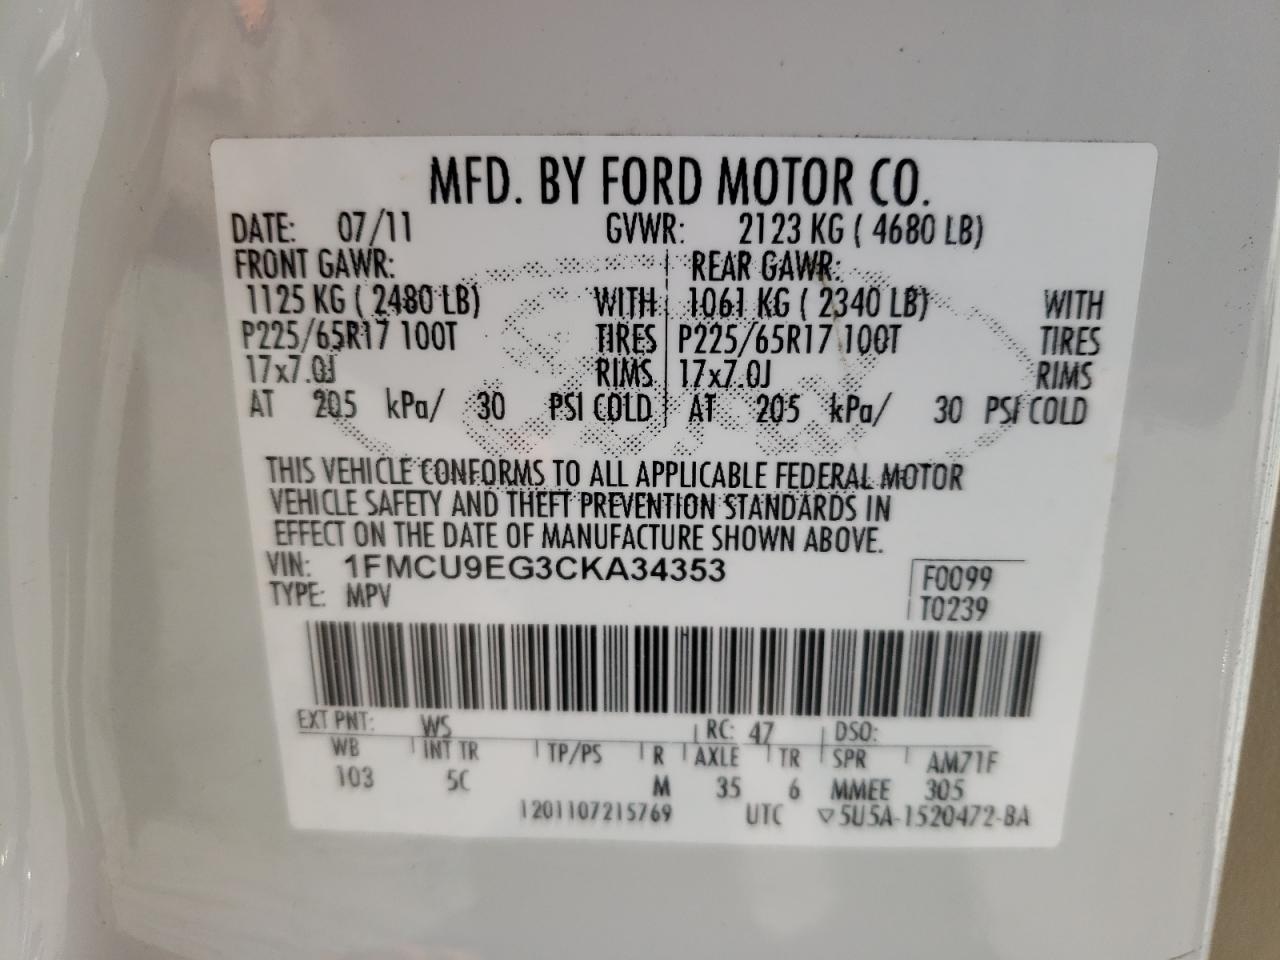 MFD. BY FORD MOTOR CO.
DATE: 07/11 GVWR: 2123 KG ( 4680 LB)
FRONT GAWR: REAR GAWR:
1125 KG ( 2480 LB) WITH 1061 KG ( 2340 LB) WITH
P225/65R17 100T TIRES P225/65R17 100T TIRES
17x7.0J RIMS 17x7.0J RIMS
AT 205 kPa/ 30 PSI COLD AT 205 kPa/ 30 PSI COLD
THIS VEHICLE CONFORMS TO ALL APPLICABLE FEDERAL MOTOR
VEHICLE SAFETY AND THEFT PREVENTION STANDARDS IN
EFFECT ON THE DATE OF MANUFACTURE SHOWN ABOVE.
VIN: 1FMCU9EG3CKA34353 F0099
TYPE: MPV T0239
EXT PNT: WS RC: 47 DSO:
WB INT TR TP/PS R AXLE TR SPR AM71F
103 5C M 35 6 MMEE 305
1201107215769 UTC ▽5U5A-1520472-BA